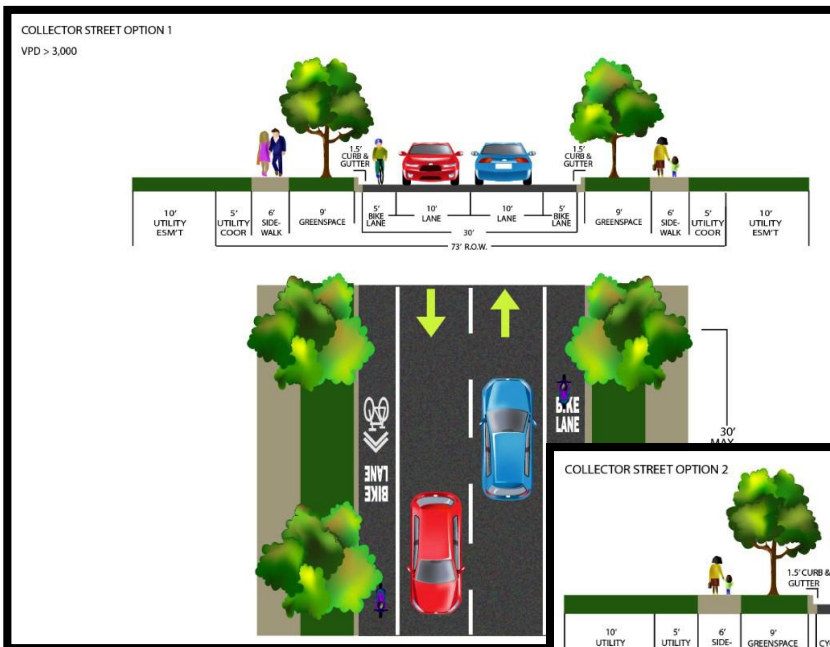 COLLECTOR STREET OPTION 1
VPD > 3,000
1.5'
CURB &
GUTTER
1.5'
CURB &
GUTTER
10'
UTILITY
ESM'T
5'
UTILITY
COOR
6'
SIDE-
WALK
9'
GREENSPACE
5'
BIKE
LANE
10'
LANE
10'
LANE
5'
BIKE
LANE
9'
GREENSPACE
6'
SIDE-
WALK
5'
UTILITY
COOR
10'
UTILITY
ESM'T
30'
73' R.O.W.
BIKE
LANE
BIKE
LANE
30'
COLLECTOR STREET OPTION 2
1.5' CURB &
GUTTER
10'
UTILITY
5'
UTILITY
6'
SIDE-
9'
GREENSPACE